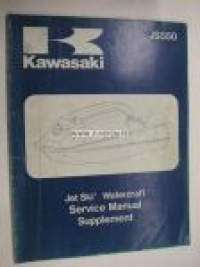 JS550
Kawasaki
Jet Ski® Watercraft
Service Manual
Supplement